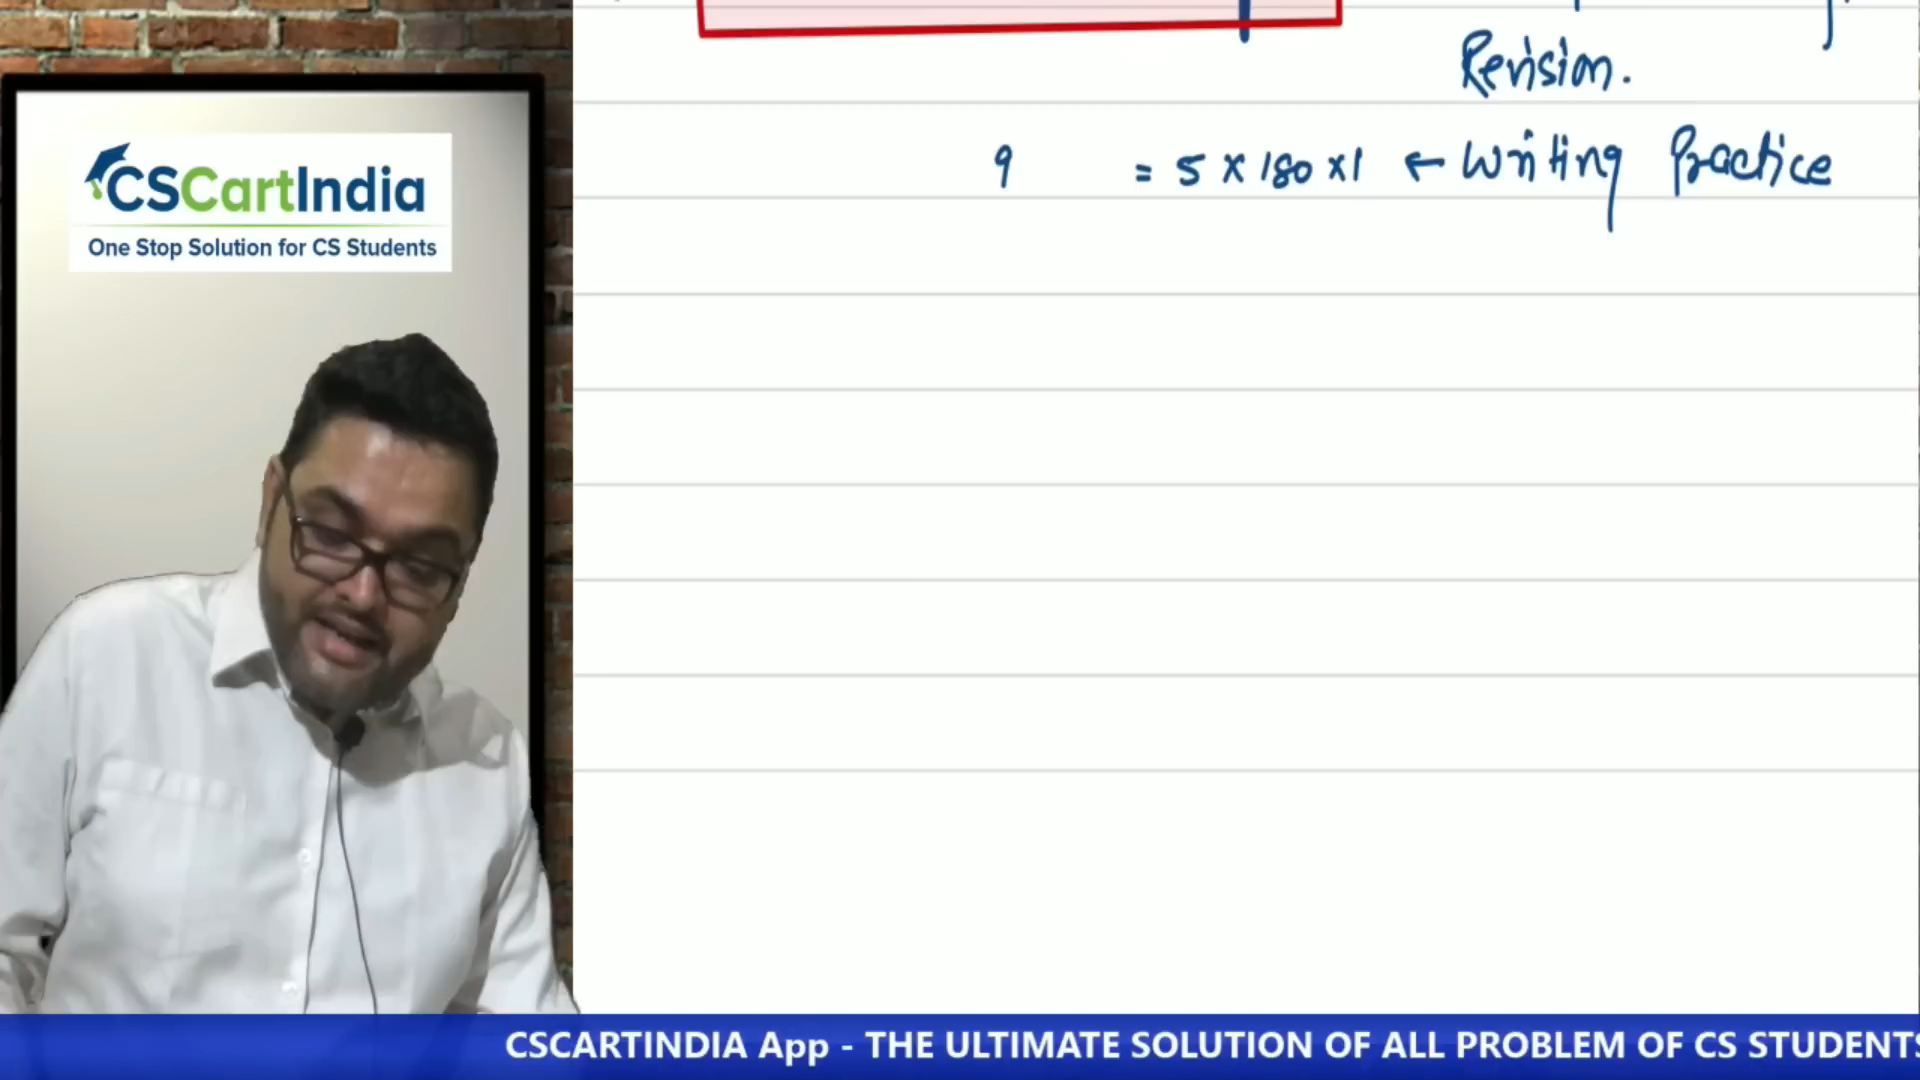 CSCartIndia
One Stop Solution for CS Students
Revision.
9 = 5 × 180 × 1 ← Writing Practice
CSCARTINDIA App - THE ULTIMATE SOLUTION OF ALL PROBLEM OF CS STUDENTS